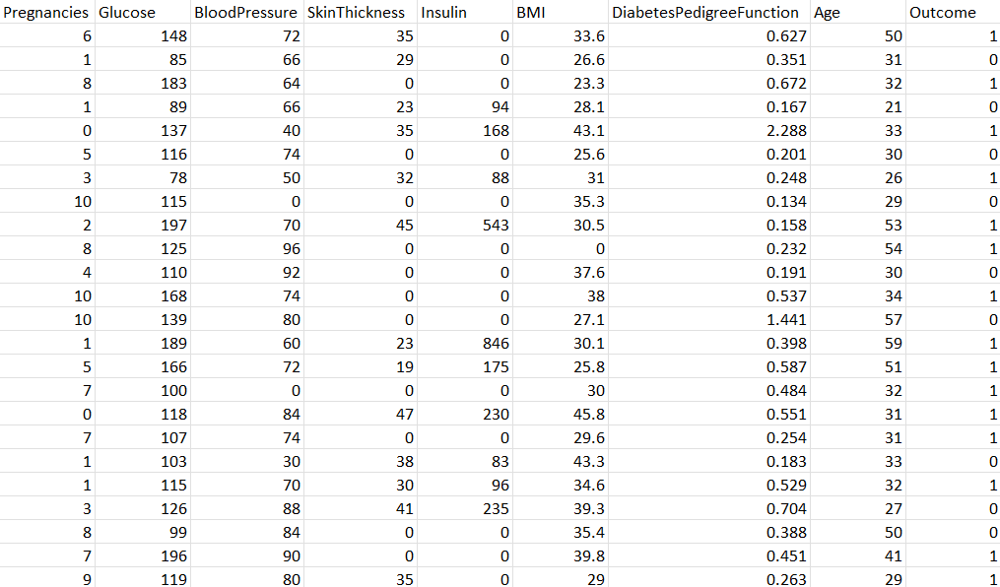 Pregnancies Glucose BloodPressure SkinThickness Insulin BMI DiabetesPedigreeFunction Age Outcome
6 148 72 35 0 33.6 0.627 50 1
1 85 66 29 0 26.6 0.351 31 0
8 183 64 0 0 23.3 0.672 32 1
1 89 66 23 94 28.1 0.167 21 0
0 137 40 35 168 43.1 2.288 33 1
5 116 74 0 0 25.6 0.201 30 0
3 78 50 32 88 31 0.248 26 1
10 115 0 0 0 35.3 0.134 29 0
2 197 70 45 543 30.5 0.158 53 1
8 125 96 0 0 0 0.232 54 1
4 110 92 0 0 37.6 0.191 30 0
10 168 74 0 0 38 0.537 34 1
10 139 80 0 0 27.1 1.441 57 0
1 189 60 23 846 30.1 0.398 59 1
5 166 72 19 175 25.8 0.587 51 1
7 100 0 0 0 30 0.484 32 1
0 118 84 47 230 45.8 0.551 31 1
7 107 74 0 0 29.6 0.254 31 1
1 103 30 38 83 43.3 0.183 33 0
1 115 70 30 96 34.6 0.529 32 1
3 126 88 41 235 39.3 0.704 27 0
8 99 84 0 0 35.4 0.388 50 0
7 196 90 0 0 39.8 0.451 41 1
9 119 80 35 0 29 0.263 29 1